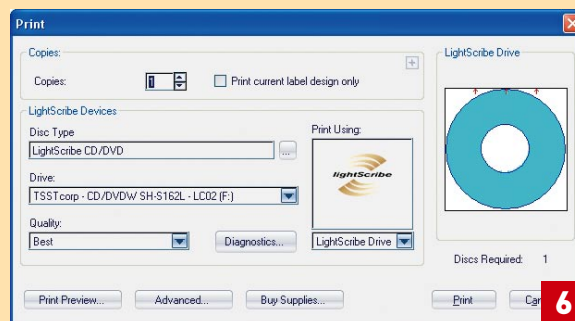 Print
Copies:
Copies: 1
Print current label design only
LightScribe Drive
LightScribe Devices
Disc Type
LightScribe CD/DVD
...
Print Using:
lightScribe
Drive:
TSSTcorp - CD/DVDW SH-S162L - LC02 (F:)
Quality:
Best
Diagnostics...
LightScribe Drive
Discs Required: 1
Print Preview...
Advanced...
Buy Supplies...
Print
6